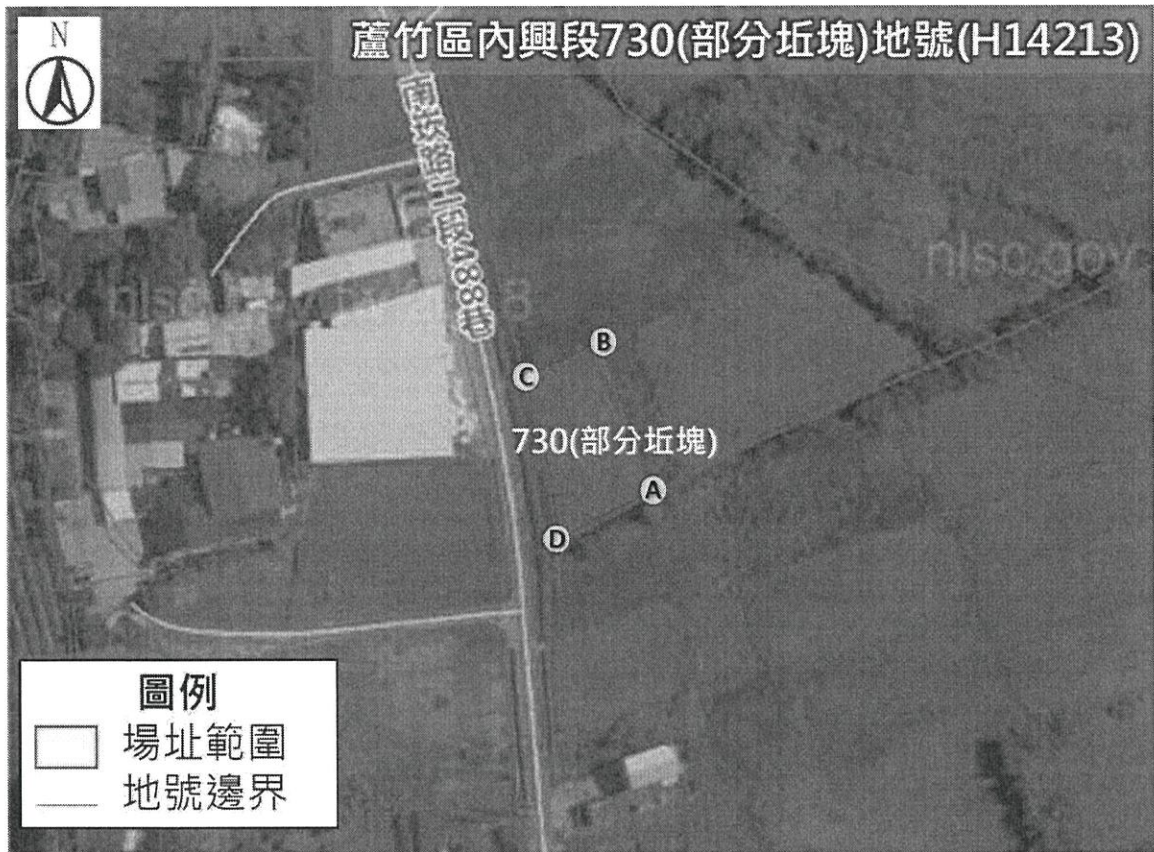 N
蘆竹區內興段730(部分坵塊)地號(H14213)
南崁路二段488巷
nlsc.gov
B
C
730(部分坵塊)
A
D
圖例
場址範圍
地號邊界